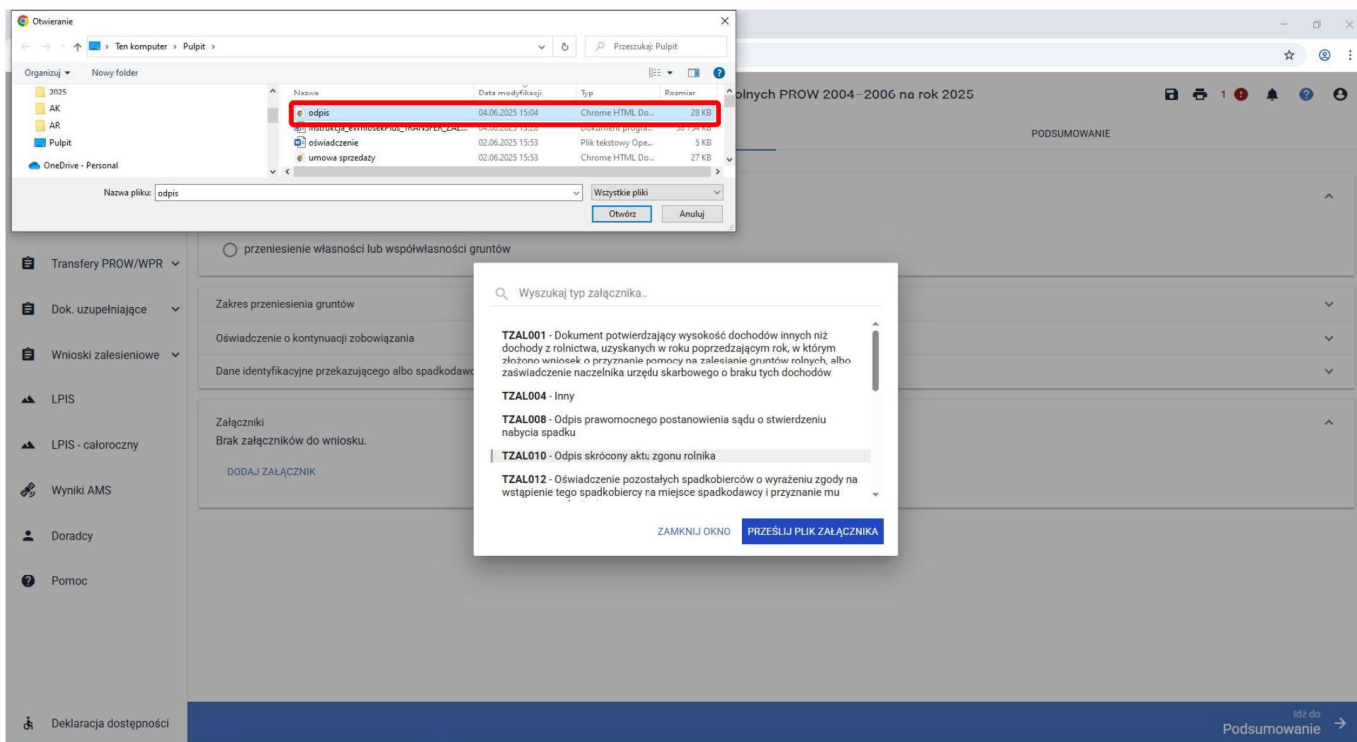 Otwieranie
Ten komputer › Pulpit ›
Przeszukaj: Pulpit
Organizuj
Nowy folder
2025
AK
AR
Pulpit
OneDrive - Personal
Nazwa Data modyfikacji Typ Rozmiar
odpis 04.06.2025 15:04 Chrome HTML Do... 28 KB
oświadczenie 02.06.2025 15:53 Plik tekstowy Ope... 5 KB
umowa sprzedaży 02.06.2025 15:53 Chrome HTML Do... 27 KB
Nazwa pliku: odpis
Wszystkie pliki
Otwórz Anuluj
olnych PROW 2004–2006 na rok 2025
1
PODSUMOWANIE
przeniesienie własności lub współwłasności gruntów
Transfery PROW/WPR
Dok. uzupełniające
Wnioski zalesieniowe
LPIS
LPIS - całoroczny
Wyniki AMS
Doradcy
Pomoc
Deklaracja dostępności
Zakres przeniesienia gruntów
Oświadczenie o kontynuacji zobowiązania
Dane identyfikacyjne przekazującego albo spadkodawc
Załączniki
Brak załączników do wniosku.
DODAJ ZAŁĄCZNIK
Wyszukaj typ załącznika..
TZAL001 - Dokument potwierdzający wysokość dochodów innych niż
dochody z rolnictwa, uzyskanych w roku poprzedzającym rok, w którym
złożono wniosek o przyznanie pomocy na zalesianie gruntów rolnych, albo
zaświadczenie naczelnika urzędu skarbowego o braku tych dochodów
TZAL004 - Inny
TZAL008 - Odpis prawomocnego postanowienia sądu o stwierdzeniu
nabycia spadku
TZAL010 - Odpis skrócony aktu zgonu rolnika
TZAL012 - Oświadczenie pozostałych spadkobierców o wyrażeniu zgody na
wstąpienie tego spadkobiercy na miejsce spadkodawcy i przyznanie mu
ZAMKNIJ OKNO
PRZEŚLIJ PLIK ZAŁĄCZNIKA
Idź do
Podsumowanie